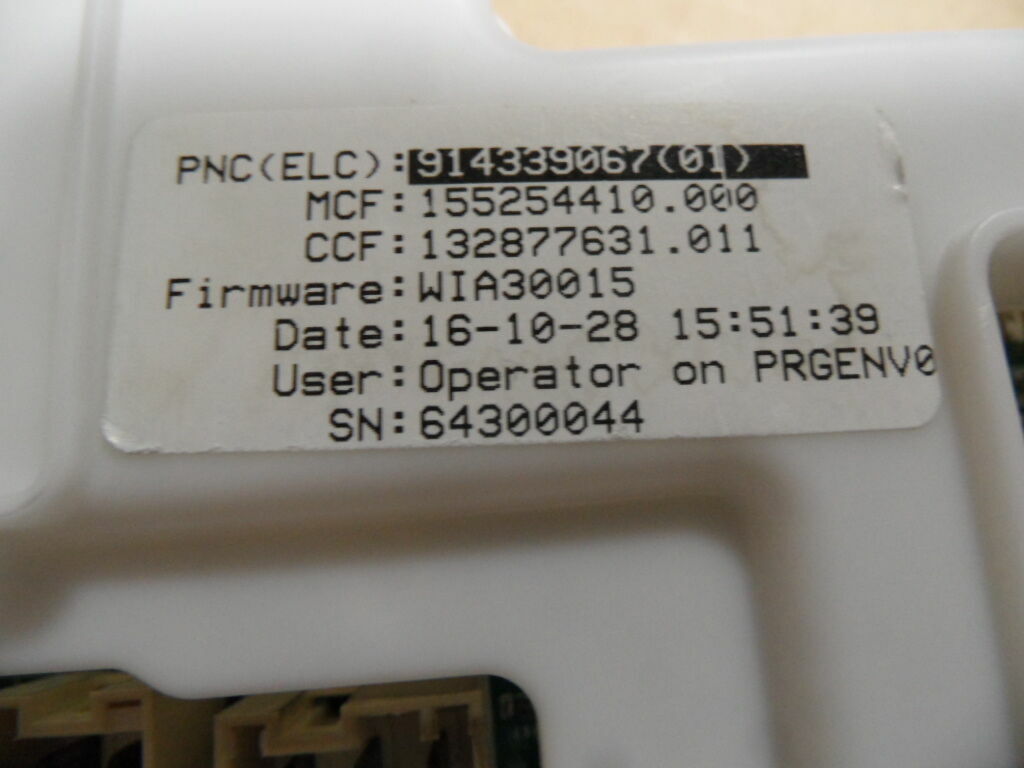 PNC(ELC):914339067(01)
MCF:155254410.000
CCF:132877631.011
Firmware:WIA30015
Date:16-10-28 15:51:39
User:Operator on PRGENV0
SN:64300044